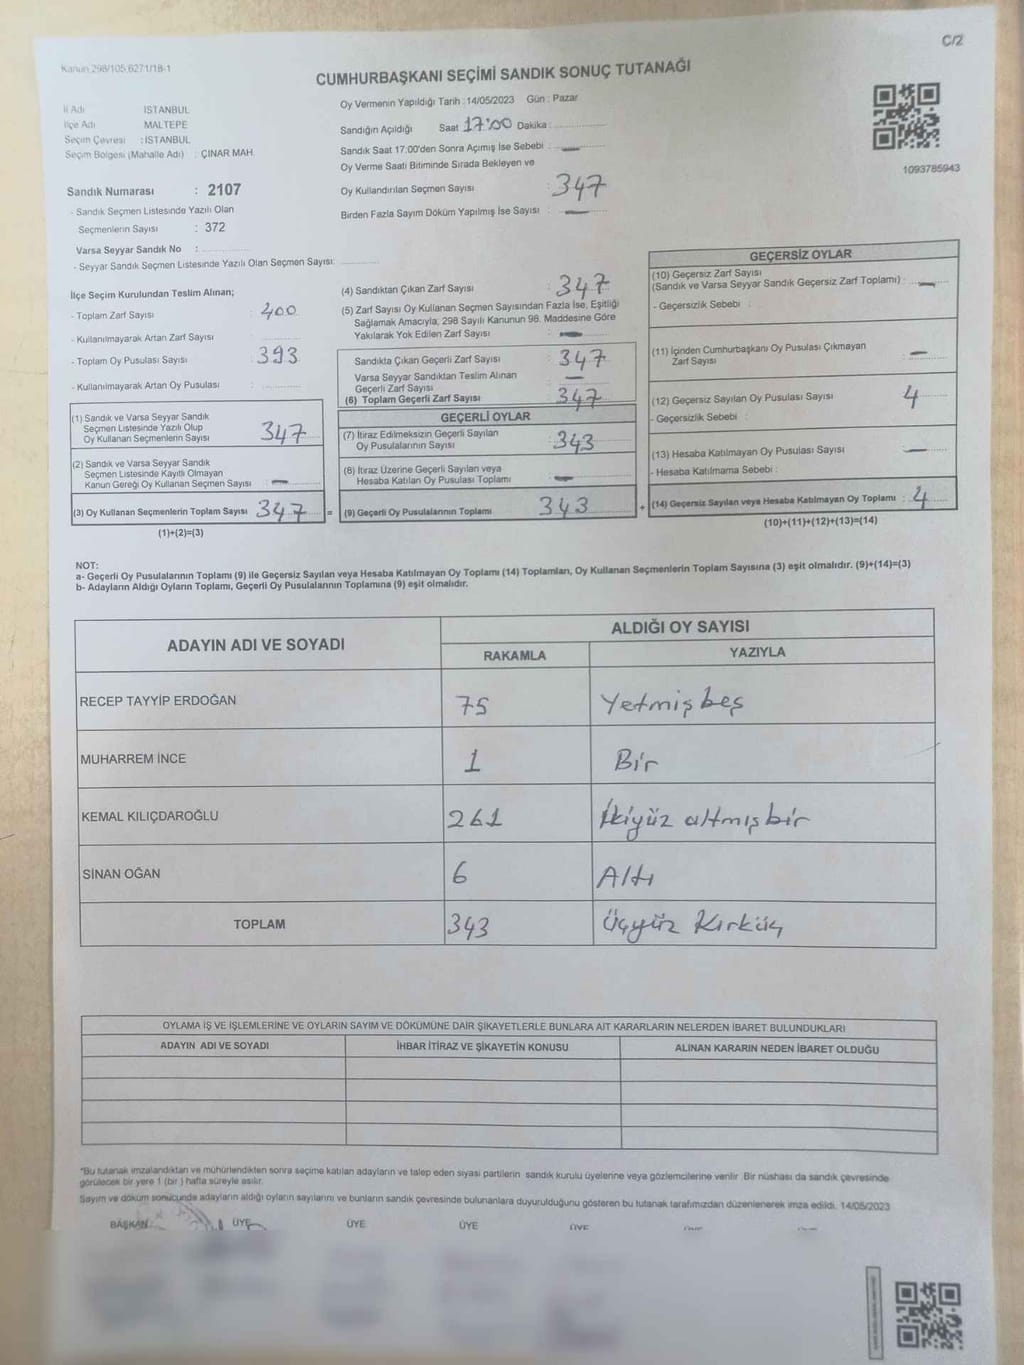 C/2
Kanun 298/105,6271/18-1
CUMHURBAŞKANI SEÇİMİ SANDIK SONUÇ TUTANAĞI
İl Adı İSTANBUL
İlçe Adı MALTEPE
Seçim Çevresi : İSTANBUL
Seçim Bölgesi (Mahalle Adı) : ÇINAR MAH.
Sandık Numarası : 2107
- Sandık Seçmen Listesinde Yazılı Olan
Seçmenlerin Sayısı : 372
Varsa Seyyar Sandık No :
- Seyyar Sandık Seçmen Listesinde Yazılı Olan Seçmen Sayısı:
Oy Vermenin Yapıldığı Tarih : 14/05/2023 Gün : Pazar
Sandığın Açıldığı Saat 17:00 Dakika :
Sandık Saat 17:00'den Sonra Açımış İse Sebebi : —
Oy Verme Saati Bitiminde Sırada Bekleyen ve
Oy Kullandırılan Seçmen Sayısı : 347
Birden Fazla Sayım Döküm Yapılmış İse Sayısı : —
1093785943
İlçe Seçim Kurulundan Teslim Alınan;
- Toplam Zarf Sayısı : 400
- Kullanılmayarak Artan Zarf Sayısı :
- Toplam Oy Pusulası Sayısı : 393
- Kullanılmayarak Artan Oy Pusulası :
(1) Sandık ve Varsa Seyyar Sandık
Seçmen Listesinde Yazılı Olup
Oy Kullanan Seçmenlerin Sayısı : 347
(2) Sandık ve Varsa Seyyar Sandık
Seçmen Listesinde Kayıtlı Olmayan
Kanun Gereği Oy Kullanan Seçmen Sayısı : —
(3) Oy Kullanan Seçmenlerin Toplam Sayısı : 347 =
(1)+(2)=(3)
(4) Sandıktan Çıkan Zarf Sayısı : 347
(5) Zarf Sayısı Oy Kullanan Seçmen Sayısından Fazla İse, Eşitliği
Sağlamak Amacıyla; 298 Sayılı Kanunun 98. Maddesine Göre
Yakılarak Yok Edilen Zarf Sayısı : —
Sandıkta Çıkan Geçerli Zarf Sayısı : 347
Varsa Seyyar Sandıktan Teslim Alınan
Geçerli Zarf Sayısı : —
(6) Toplam Geçerli Zarf Sayısı : 347
GEÇERLİ OYLAR
(7) İtiraz Edilmeksizin Geçerli Sayılan
Oy Pusulalarının Sayısı : 343
(8) İtiraz Üzerine Geçerli Sayılan veya
Hesaba Katılan Oy Pusulası Toplamı : —
(9) Geçerli Oy Pusulalarının Toplamı : 343 +
GEÇERSİZ OYLAR
(10) Geçersiz Zarf Sayısı
(Sandık ve Varsa Seyyar Sandık Geçersiz Zarf Toplamı) : —
- Geçersizlik Sebebi :
(11) İçinden Cumhurbaşkanı Oy Pusulası Çıkmayan
Zarf Sayısı : —
(12) Geçersiz Sayılan Oy Pusulası Sayısı : 4
- Geçersizlik Sebebi :
(13) Hesaba Katılmayan Oy Pusulası Sayısı : —
- Hesaba Katılmama Sebebi :
(14) Geçersiz Sayılan veya Hesaba Katılmayan Oy Toplamı : 4
(10)+(11)+(12)+(13)=(14)
NOT:
a- Geçerli Oy Pusulalarının Toplamı (9) ile Geçersiz Sayılan veya Hesaba Katılmayan Oy Toplamı (14) Toplamları, Oy Kullanan Seçmenlerin Toplam Sayısına (3) eşit olmalıdır. (9)+(14)=(3)
b- Adayların Aldığı Oyların Toplamı, Geçerli Oy Pusulalarının Toplamına (9) eşit olmalıdır.
ADAYIN ADI VE SOYADI ALDIĞI OY SAYISI
RAKAMLA YAZIYLA
RECEP TAYYİP ERDOĞAN 75 Yetmiş beş
MUHARREM İNCE 1 Bir
KEMAL KILIÇDAROĞLU 261 İkiyüz altmış bir
SİNAN OĞAN 6 Altı
TOPLAM 343 Üçyüz Kırküç
OYLAMA İŞ VE İŞLEMLERİNE VE OYLARIN SAYIM VE DÖKÜMÜNE DAİR ŞİKAYETLERLE BUNLARA AİT KARARLARIN NELERDEN İBARET BULUNDUKLARI
ADAYIN ADI VE SOYADI İHBAR İTİRAZ VE ŞİKAYETİN KONUSU ALINAN KARARIN NEDEN İBARET OLDUĞU
*Bu tutanak imzalandıktan ve mühürlendikten sonra seçime katılan adayların ve talep eden siyasi partilerin sandık kurulu üyelerine veya gözlemcilerine verilir. Bir nüshası da sandık çevresinde
görülecek bir yere 1 (bir ) hafta süreyle asılır.
Sayım ve döküm sonucunda adayların aldığı oyların sayılarını ve bunların sandık çevresinde bulunanlara duyurulduğunu gösteren bu tutanak tarafımızdan düzenlenerek imza edildi. 14/05/2023
BAŞKAN ÜYE ÜYE ÜYE ÜYE